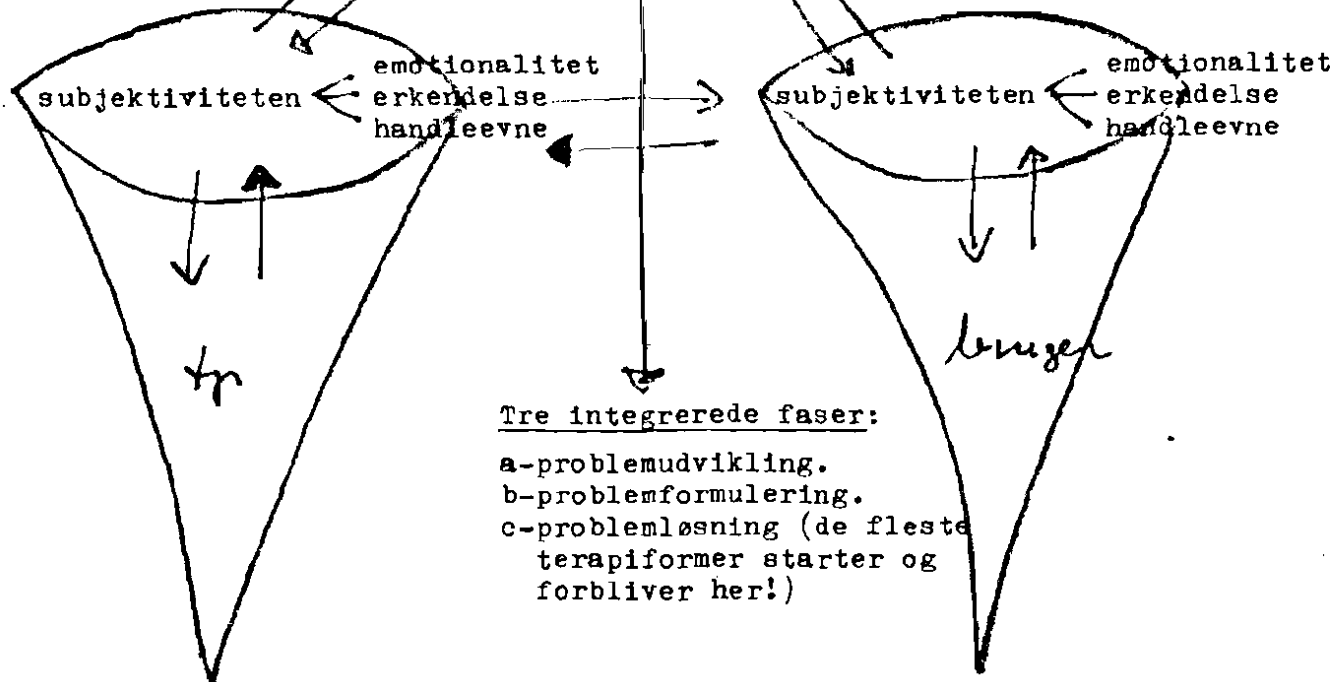 emotionalitet
subjektiviteten
erkendelse
handleevne
emotionalitet
subjektiviteten
erkendelse
handleevne
tp
brugen
Tre integrerede faser:
a-problemudvikling.
b-problemformulering.
c-problemløsning (de fleste
terapiformer starter og
forbliver her!)